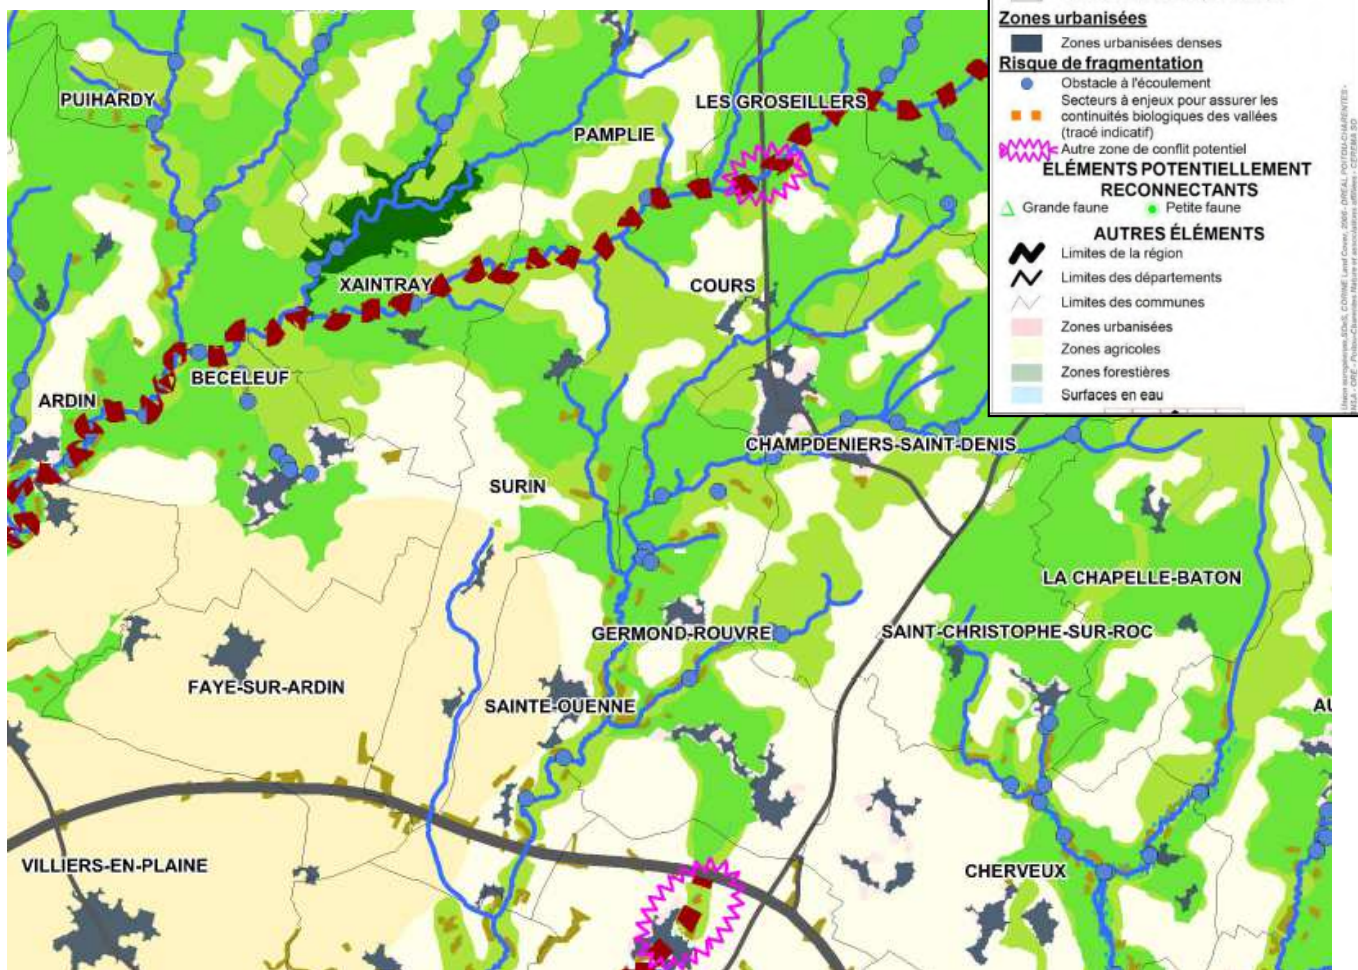 Zones urbanisées
Zones urbanisées denses
Risque de fragmentation
Obstacle à l'écoulement
Secteurs à enjeux pour assurer les
continuités biologiques des vallées
(tracé indicatif)
Autre zone de conflit potentiel
ÉLÉMENTS POTENTIELLEMENT
RECONNECTANTS
Grande faune Petite faune
AUTRES ÉLÉMENTS
Limites de la région
Limites des départements
Limites des communes
Zones urbanisées
Zones agricoles
Zones forestières
Surfaces en eau
PUIHARDY
LES GROSEILLERS
PAMPLIE
XAINTRAY
COURS
BECELEUF
ARDIN
CHAMPDENIERS-SAINT-DENIS
SURIN
LA CHAPELLE-BATON
GERMOND-ROUVRE
SAINT-CHRISTOPHE-SUR-ROC
FAYE-SUR-ARDIN
SAINTE-OUENNE
AU
VILLIERS-EN-PLAINE
CHERVEUX